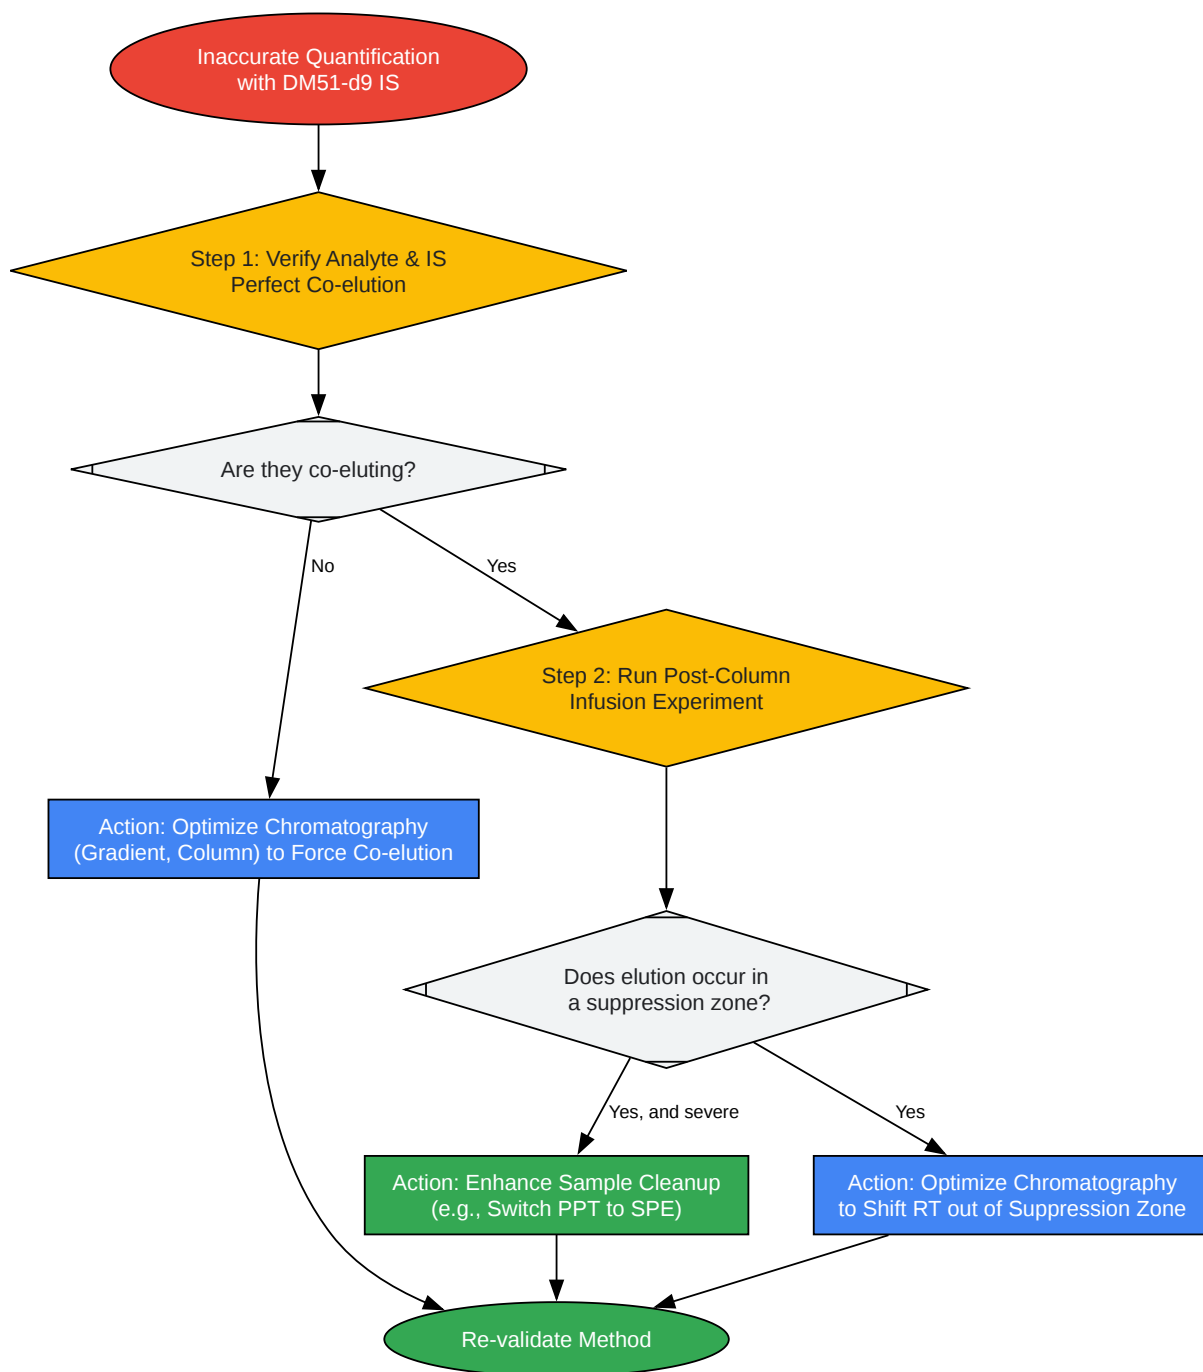 Inaccurate Quantification
with DM51-d9 IS
Step 1: Verify Analyte & IS
Perfect Co-elution
Are they co-eluting?
No
Yes
Step 2: Run Post-Column
Infusion Experiment
Action: Optimize Chromatography
(Gradient, Column) to Force Co-elution
Does elution occur in
a suppression zone?
Yes, and severe
Yes
Action: Enhance Sample Cleanup
(e.g., Switch PPT to SPE)
Action: Optimize Chromatography
to Shift RT out of Suppression Zone
Re-validate Method